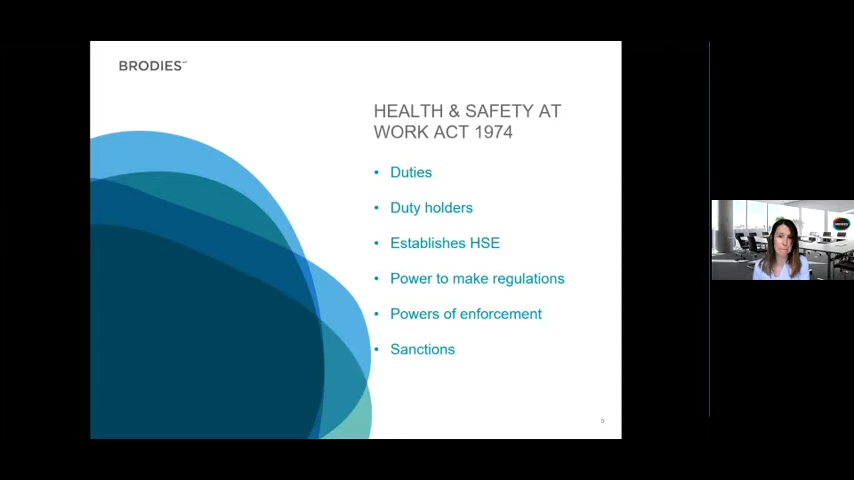 BRODIES
HEALTH & SAFETY AT
WORK ACT 1974
• Duties
• Duty holders
• Establishes HSE
• Power to make regulations
• Powers of enforcement
• Sanctions
5